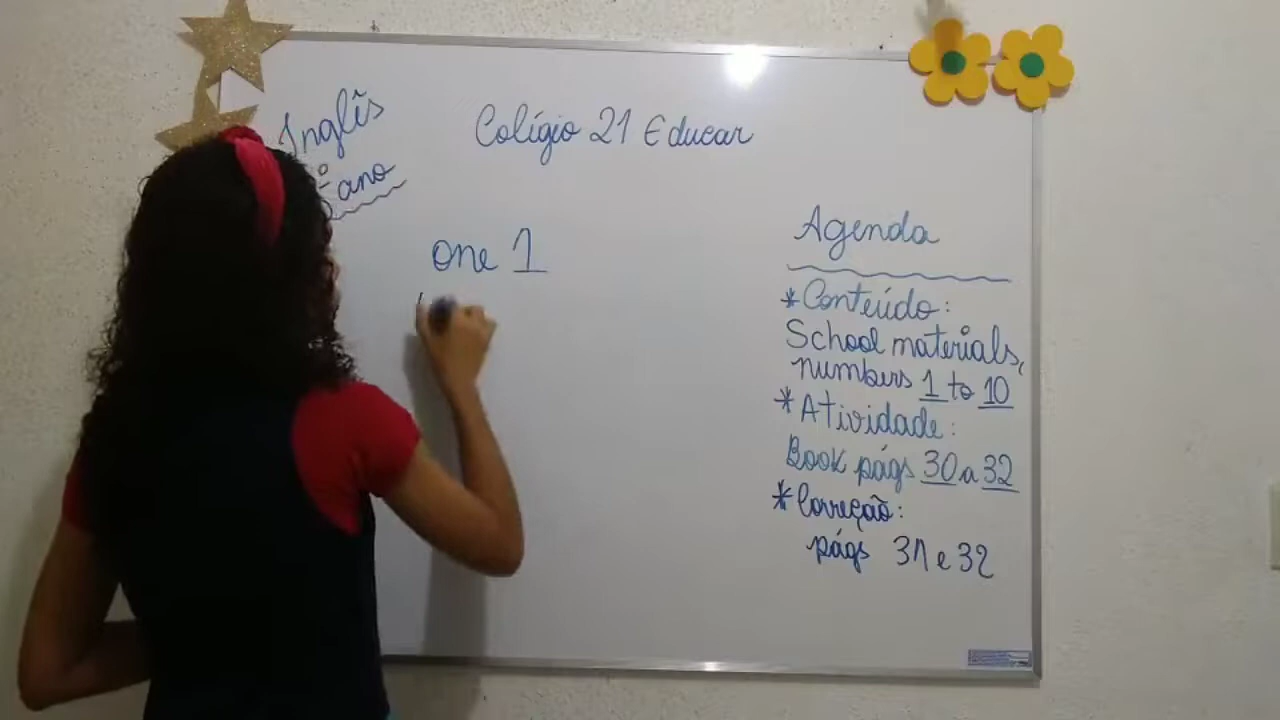 Inglês
º ano
Colégio 21 Educar
one 1
Agenda
*Conteúdo:
School materials,
numbers 1 to 10
*Atividade:
Book págs 30 a 32
*Correção:
págs 31 e 32